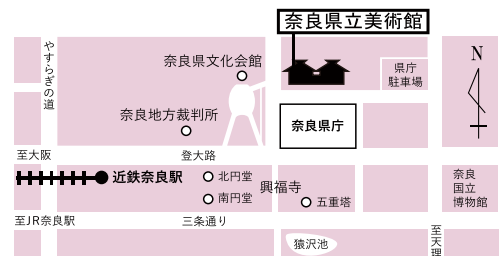 奈良県立美術館
やすらぎの道
奈良県文化会館
N
県庁
駐車場
奈良地方裁判所
奈良県庁
至大阪
登大路
近鉄奈良駅
北円堂
興福寺
南円堂
五重塔
奈良
国立
博物館
至JR奈良駅
三条通り
猿沢池
至天理